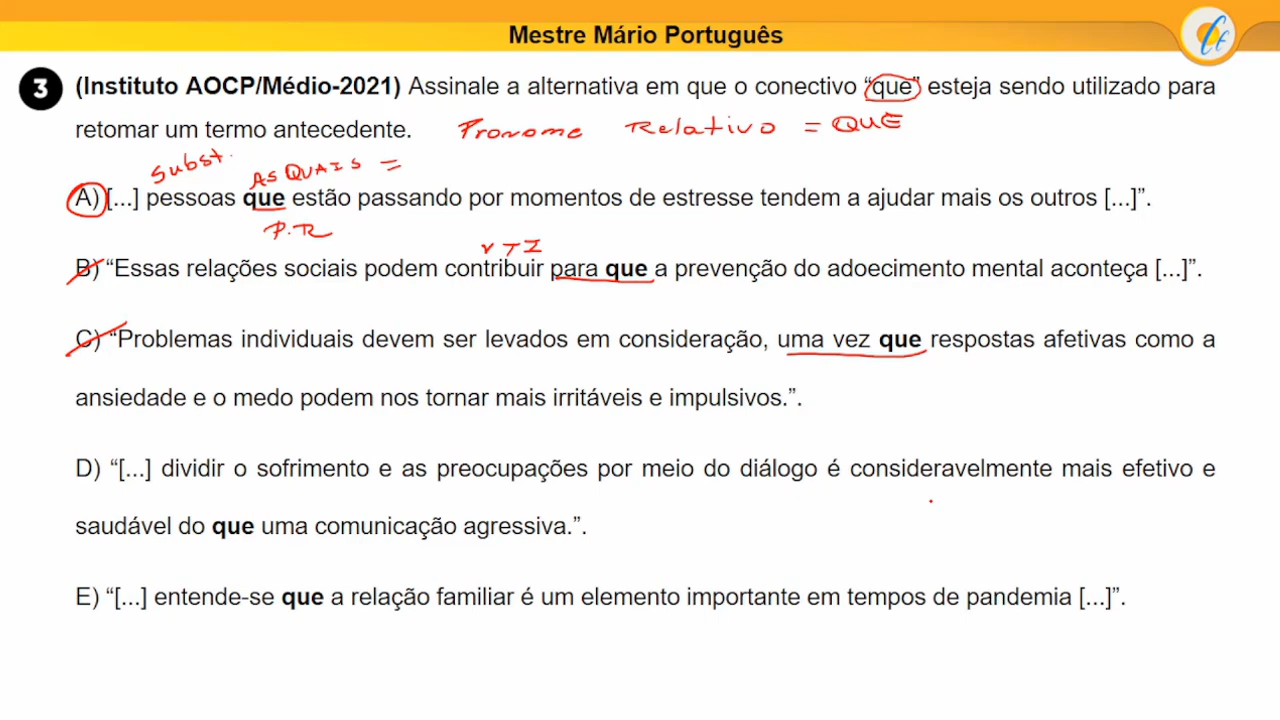 Mestre Mário Português
3 (Instituto AOCP/Médio-2021) Assinale a alternativa em que o conectivo “que” esteja sendo utilizado para
retomar um termo antecedente. Pronome Relativo = QUE
subst. AS QUAIS =
A) [...] pessoas que estão passando por momentos de estresse tendem a ajudar mais os outros [...]”.
P.R
VTI
B) “Essas relações sociais podem contribuir para que a prevenção do adoecimento mental aconteça [...]”.
C) “Problemas individuais devem ser levados em consideração, uma vez que respostas afetivas como a
ansiedade e o medo podem nos tornar mais irritáveis e impulsivos.”.
D) “[...] dividir o sofrimento e as preocupações por meio do diálogo é consideravelmente mais efetivo e
saudável do que uma comunicação agressiva.”.
E) “[...] entende-se que a relação familiar é um elemento importante em tempos de pandemia [...]”.